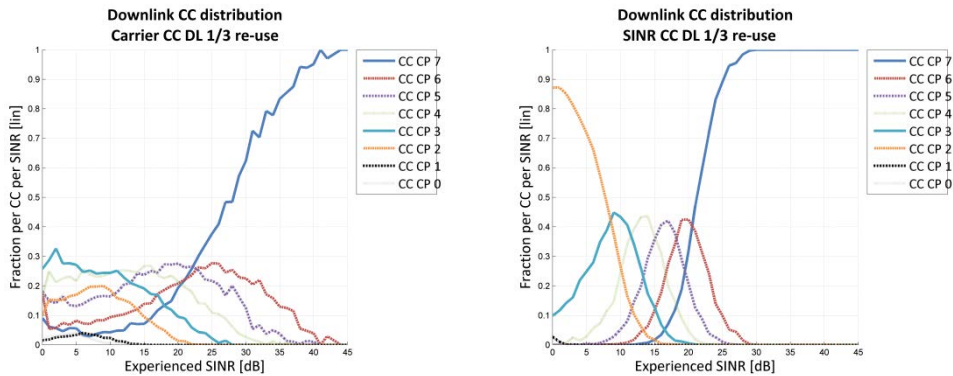 Downlink CC distribution
Carrier CC DL 1/3 re-use
Fraction per CC per SINR [lin]
1
0.9
0.8
0.7
0.6
0.5
0.4
0.3
0.2
0.1
0
0 5 10 15 20 25 30 35 40 45
Experienced SINR [dB]
CC CP 7
CC CP 6
CC CP 5
CC CP 4
CC CP 3
CC CP 2
CC CP 1
CC CP 0
Downlink CC distribution
SINR CC DL 1/3 re-use
Fraction per CC per SINR [lin]
1
0.9
0.8
0.7
0.6
0.5
0.4
0.3
0.2
0.1
0
0 5 10 15 20 25 30 35 40 45
Experienced SINR [dB]
CC CP 7
CC CP 6
CC CP 5
CC CP 4
CC CP 3
CC CP 2
CC CP 1
CC CP 0